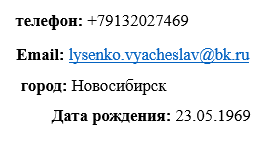 телефон: +79132027469
Email: lysenko.vyacheslav@bk.ru
город: Новосибирск
Дата рождения: 23.05.1969